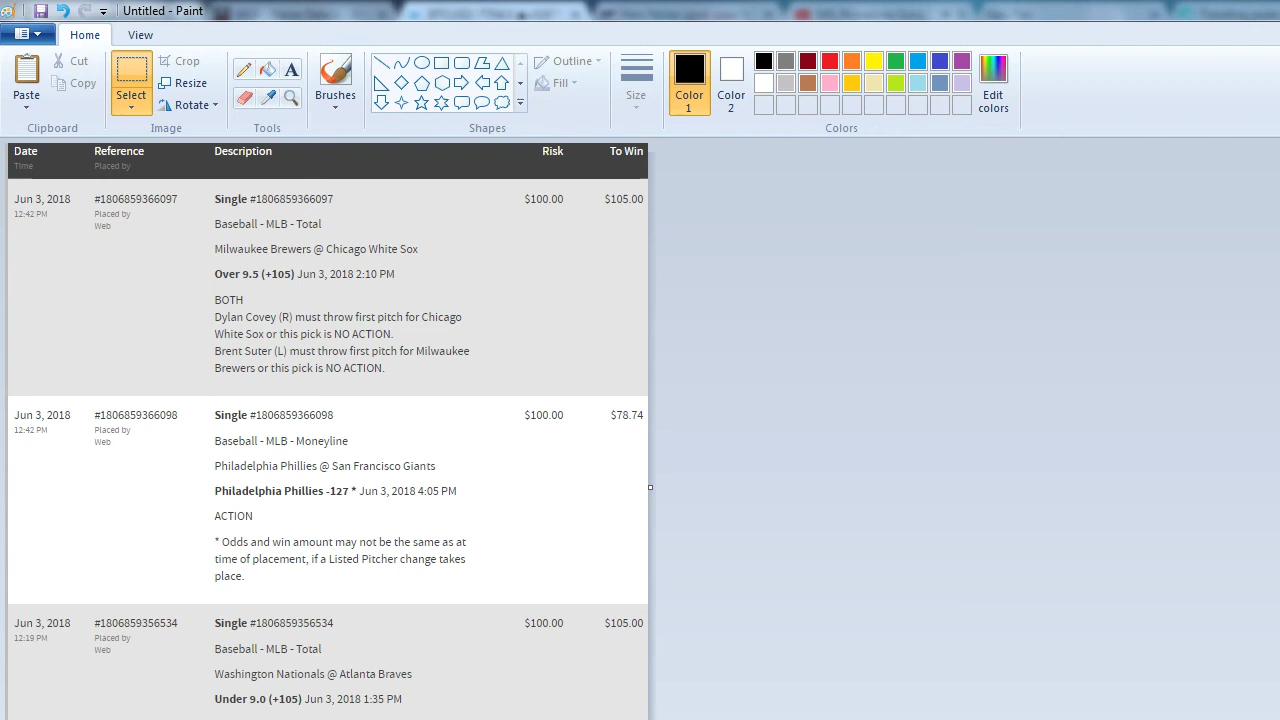 Untitled - Paint
Home View
Paste
Cut
Copy
Clipboard
Select
Crop
Resize
Rotate
Image
A
Tools
Brushes
Outline
Fill
Shapes
Size
Color 1
Color 2
Edit colors
Colors
Date Reference Description Risk To Win
Time Placed by
Jun 3, 2018 #1806859366097 Single #1806859366097 $100.00 $105.00
12:42 PM Placed by
Web
Baseball - MLB - Total
Milwaukee Brewers @ Chicago White Sox
Over 9.5 (+105) Jun 3, 2018 2:10 PM
BOTH
Dylan Covey (R) must throw first pitch for Chicago
White Sox or this pick is NO ACTION.
Brent Suter (L) must throw first pitch for Milwaukee
Brewers or this pick is NO ACTION.
Jun 3, 2018 #1806859366098 Single #1806859366098 $100.00 $78.74
12:42 PM Placed by
Web
Baseball - MLB - Moneyline
Philadelphia Phillies @ San Francisco Giants
Philadelphia Phillies -127 * Jun 3, 2018 4:05 PM
ACTION
* Odds and win amount may not be the same as at
time of placement, if a Listed Pitcher change takes
place.
Jun 3, 2018 #1806859356534 Single #1806859356534 $100.00 $105.00
12:19 PM Placed by
Web
Baseball - MLB - Total
Washington Nationals @ Atlanta Braves
Under 9.0 (+105) Jun 3, 2018 1:35 PM